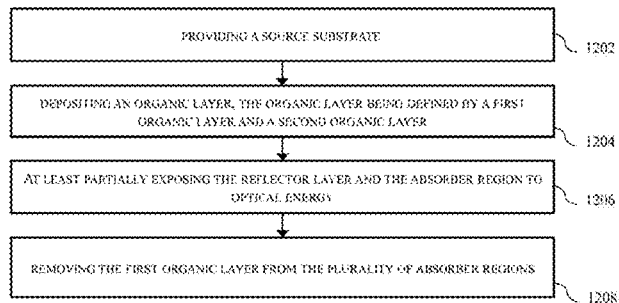 PROVIDING A SOURCE SUBSTRATE
1202
DEPOSITING AN ORGANIC LAYER, THE ORGANIC LAYER BEING DEFINED BY A FIRST
ORGANIC LAYER AND A SECOND ORGANIC LAYER
1204
AT LEAST PARTIALLY EXPOSING THE REFLECTOR LAYER AND THE ABSORBER REGION TO
OPTICAL ENERGY
1206
REMOVING THE FIRST ORGANIC LAYER FROM THE PLURALITY OF ABSORBER REGIONS
1208